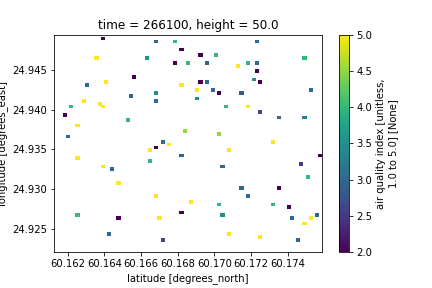 time = 266100, height = 50.0
longitude [degrees_east]
24.945
24.940
24.935
24.930
24.925
60.162 60.164 60.166 60.168 60.170 60.172 60.174
latitude [degrees_north]
5.0
4.5
4.0
3.5
3.0
2.5
2.0
air quality index [unitless,
1.0 to 5.0] [None]